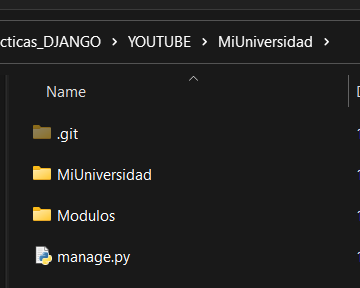 cticas_DJANGO > YOUTUBE > MiUniversidad >
Name
.git
MiUniversidad
Modulos
manage.py